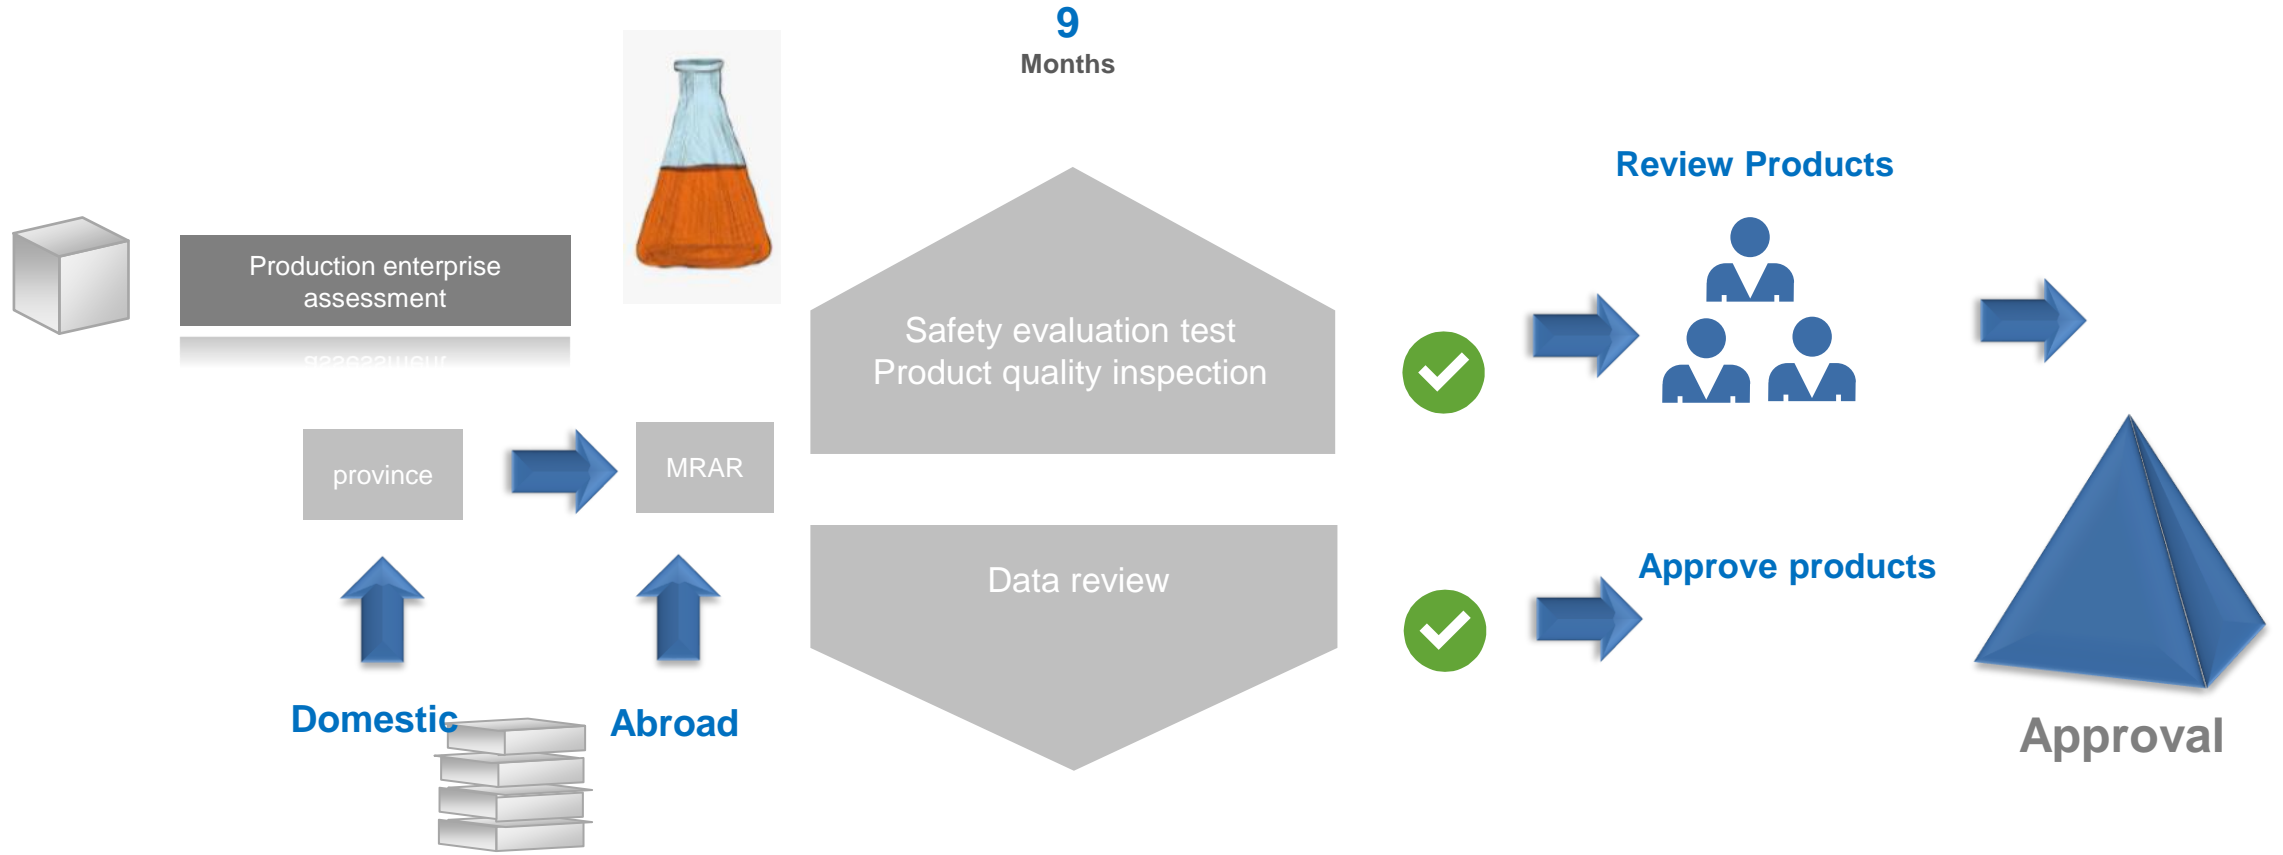 9
Months
Review Products
Production enterprise
assessment
Safety evaluation test
Product quality inspection
province
MRAR
Data review
Approve products
Domestic
Abroad
Approval